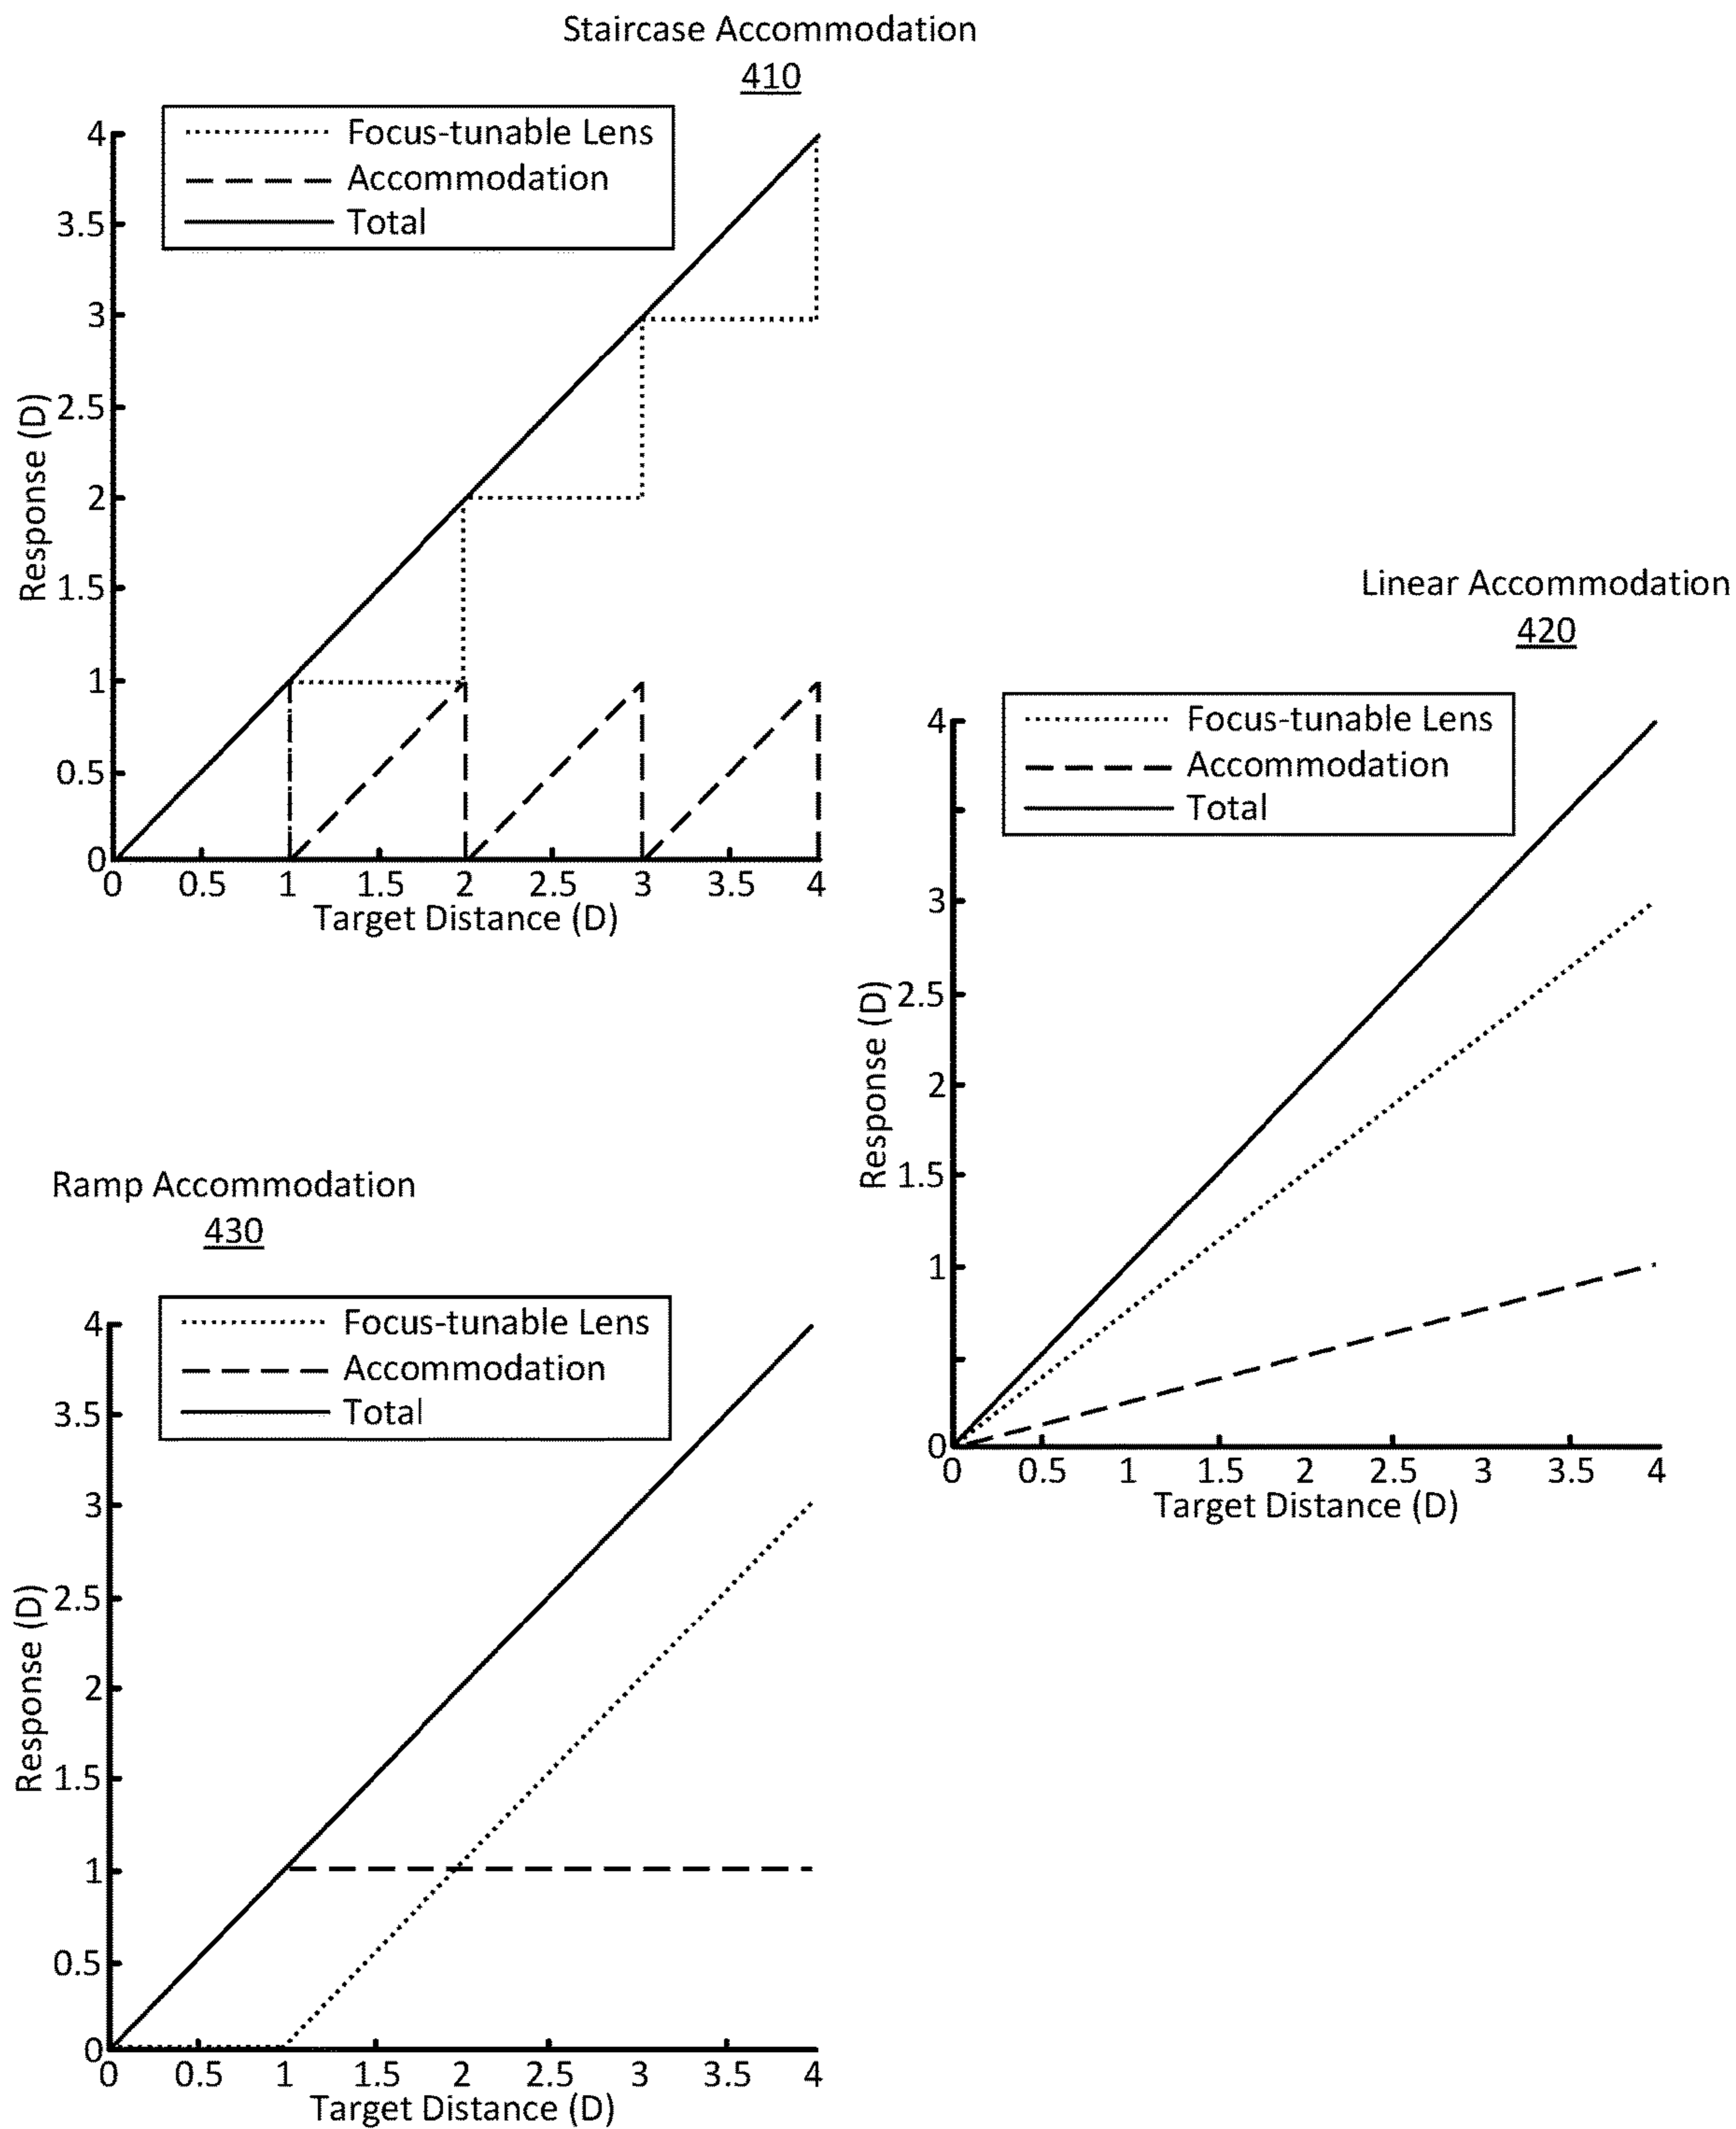 Staircase Accommodation
410
Focus-tunable Lens
Accommodation
Total
4
3.5
3
2.5
2
1.5
1
0.5
0
Response (D)
0 0.5 1 1.5 2 2.5 3 3.5 4
Target Distance (D)
Linear Accommodation
420
Focus-tunable Lens
Accommodation
Total
4
3
2.5
2
1.5
1
0
Response (D)
0 0.5 1 1.5 2 2.5 3 3.5 4
Target Distance (D)
Ramp Accommodation
430
Focus-tunable Lens
Accommodation
Total
4
3.5
3
2.5
2
1.5
1
0.5
0
Response (D)
0 0.5 1 1.5 2 2.5 3 3.5 4
Target Distance (D)